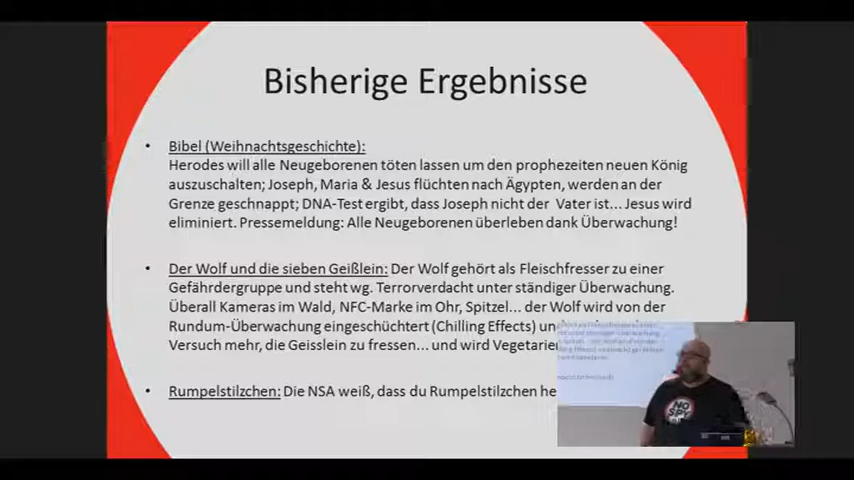 Bisherige Ergebnisse
• Bibel (Weihnachtsgeschichte):
Herodes will alle Neugeborenen töten lassen um den prophezeiten neuen König
auszuschalten; Joseph, Maria & Jesus flüchten nach Ägypten, werden an der
Grenze geschnappt; DNA-Test ergibt, dass Joseph nicht der Vater ist... Jesus wird
eliminiert. Pressemeldung: Alle Neugeborenen überleben dank Überwachung!
• Der Wolf und die sieben Geißlein: Der Wolf gehört als Fleischfresser zu einer
Gefährdergruppe und steht wg. Terrorverdacht unter ständiger Überwachung.
Überall Kameras im Wald, NFC-Marke im Ohr, Spitzel... der Wolf wird von der
Rundum-Überwachung eingeschüchtert (Chilling Effects)
Versuch mehr, die Geisslein zu fressen... und wird
• Rumpelstilzchen: Die NSA weiß, dass du Rumpelstilzchen
NO
SPY